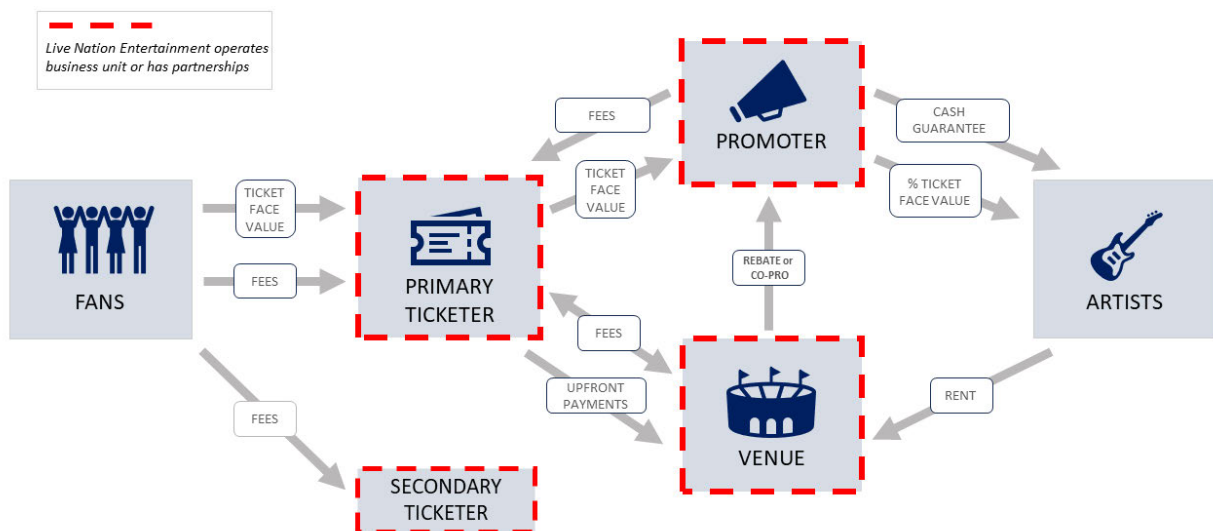 Live Nation Entertainment operates
business unit or has partnerships
FEES
PROMOTER
CASH
GUARANTEE
TICKET
FACE
VALUE
TICKET
FACE
VALUE
% TICKET
FACE VALUE
FANS
FEES
PRIMARY
TICKETER
REBATE or
CO-PRO
ARTISTS
FEES
UPFRONT
PAYMENTS
VENUE
RENT
FEES
SECONDARY
TICKETER